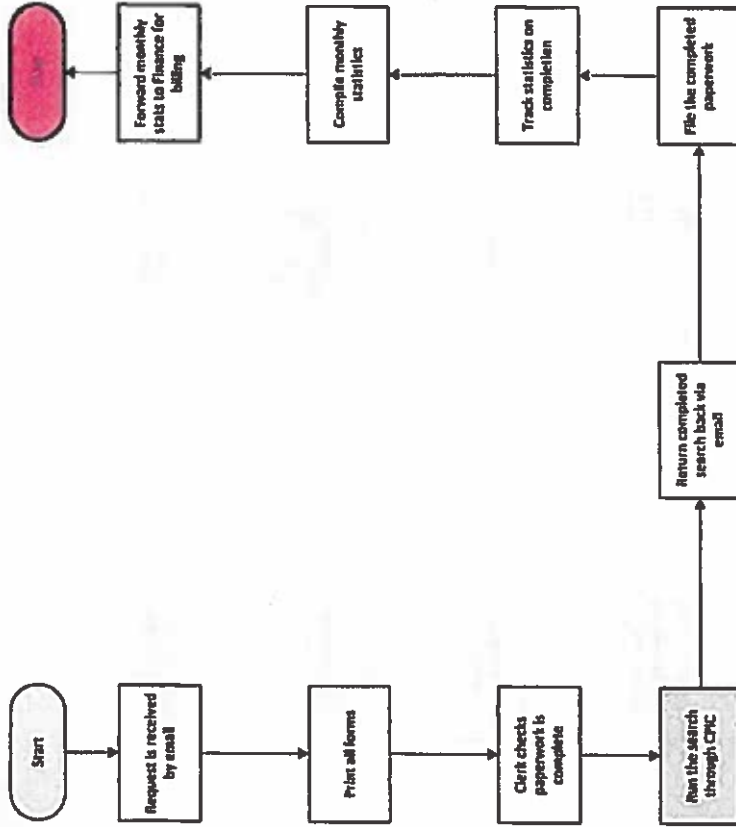 Start
Request is received
by email
Print all forms
Clerk checks
paperwork is
complete
Run the search
through CPIC
Return completed
search back via
email
File the completed
paperwork
Track statistics on
completion
Compile monthly
statistics
Forward monthly
stats to Finance for
billing